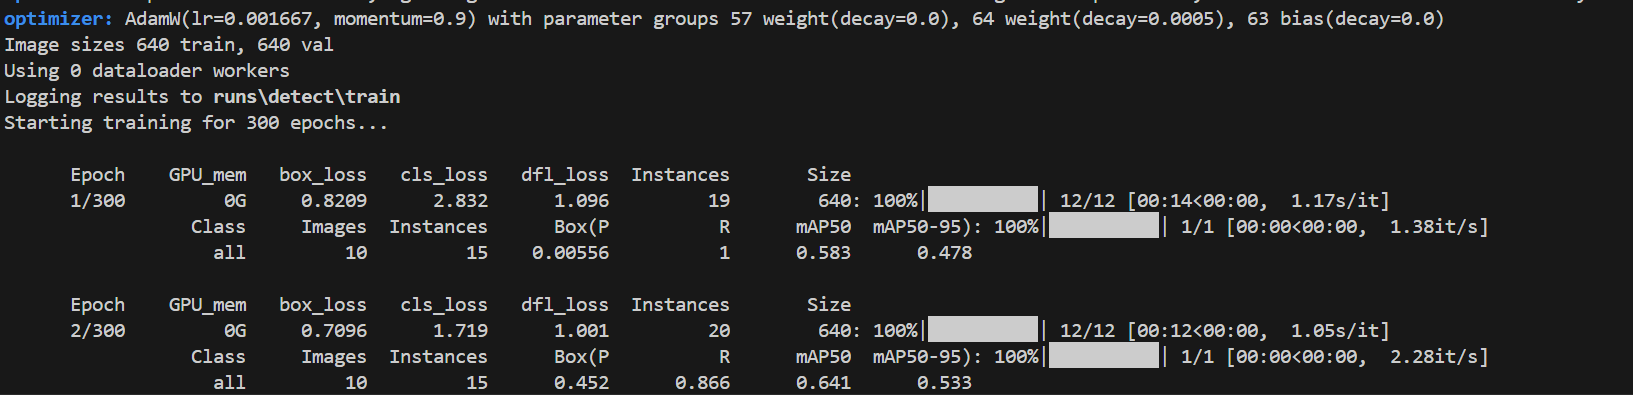 optimizer: AdamW(lr=0.001667, momentum=0.9) with parameter groups 57 weight(decay=0.0), 64 weight(decay=0.0005), 63 bias(decay=0.0)
Image sizes 640 train, 640 val
Using 0 dataloader workers
Logging results to runs\detect\train
Starting training for 300 epochs...
Epoch GPU_mem box_loss cls_loss dfl_loss Instances Size
1/300 0G 0.8209 2.832 1.096 19 640: 100%|██████████| 12/12 [00:14<00:00, 1.17s/it]
Class Images Instances Box(P R mAP50 mAP50-95): 100%|██████████| 1/1 [00:00<00:00, 1.38it/s]
all 10 15 0.00556 1 0.583 0.478
Epoch GPU_mem box_loss cls_loss dfl_loss Instances Size
2/300 0G 0.7096 1.719 1.001 20 640: 100%|██████████| 12/12 [00:12<00:00, 1.05s/it]
Class Images Instances Box(P R mAP50 mAP50-95): 100%|██████████| 1/1 [00:00<00:00, 2.28it/s]
all 10 15 0.452 0.866 0.641 0.533